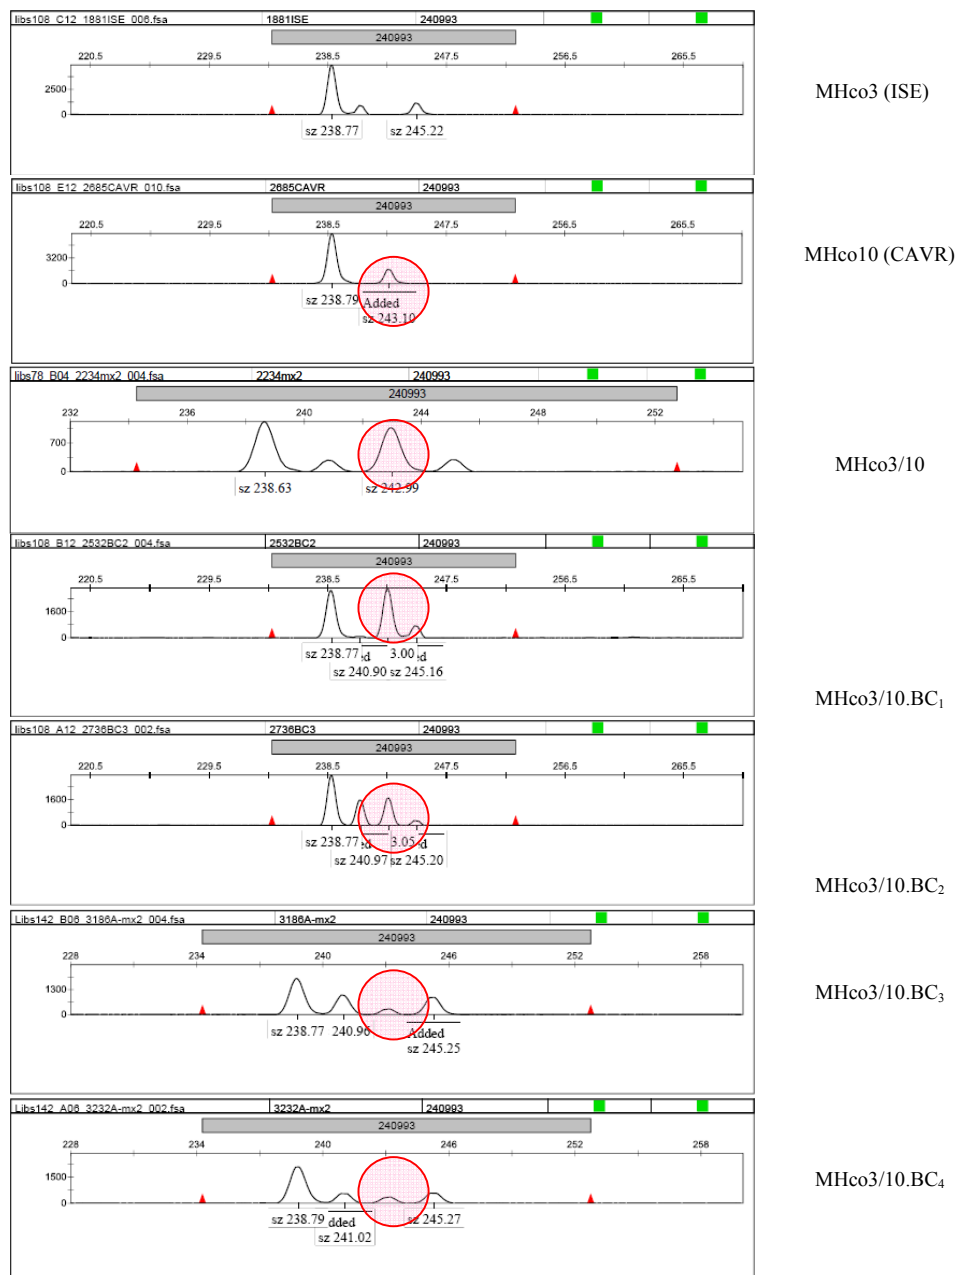 libs108_C12_1881ISE_006.fsa 1881ISE 240993
240993
220.5 229.5 238.5 247.5 256.5 265.5
2500
0
sz 238.77 sz 245.22
MHco3 (ISE)
libs108_E12_2685CAVR_010.fsa 2685CAVR 240993
240993
220.5 229.5 238.5 247.5 256.5 265.5
3200
0
sz 238.79 Added
sz 243.10
MHco10 (CAVR)
libs78_B04_2234mx2_004.fsa 2234mx2 240993
240993
232 236 240 244 248 252
700
0
sz 238.63 sz 242.99
MHco3/10
libs108_B12_2532BC2_004.fsa 2532BC2 240993
240993
220.5 229.5 238.5 247.5 256.5 265.5
1600
0
sz 238.77 ed 3.00 ed
sz 240.90 sz 245.16
MHco3/10.BC₁
libs108_A12_2736BC3_002.fsa 2736BC3 240993
240993
220.5 229.5 238.5 247.5 256.5 265.5
1600
0
sz 238.77 ed 3.05 ed
sz 240.97 sz 245.20
MHco3/10.BC₂
Libs142_B06_3186A-mx2_004.fsa 3186A-mx2 240993
240993
228 234 240 246 252 258
1300
0
sz 238.77 240.96 Added
sz 245.25
MHco3/10.BC₃
Libs142_A06_3232A-mx2_002.fsa 3232A-mx2 240993
240993
228 234 240 246 252 258
1500
0
sz 238.79 dded sz 245.27
sz 241.02
MHco3/10.BC₄